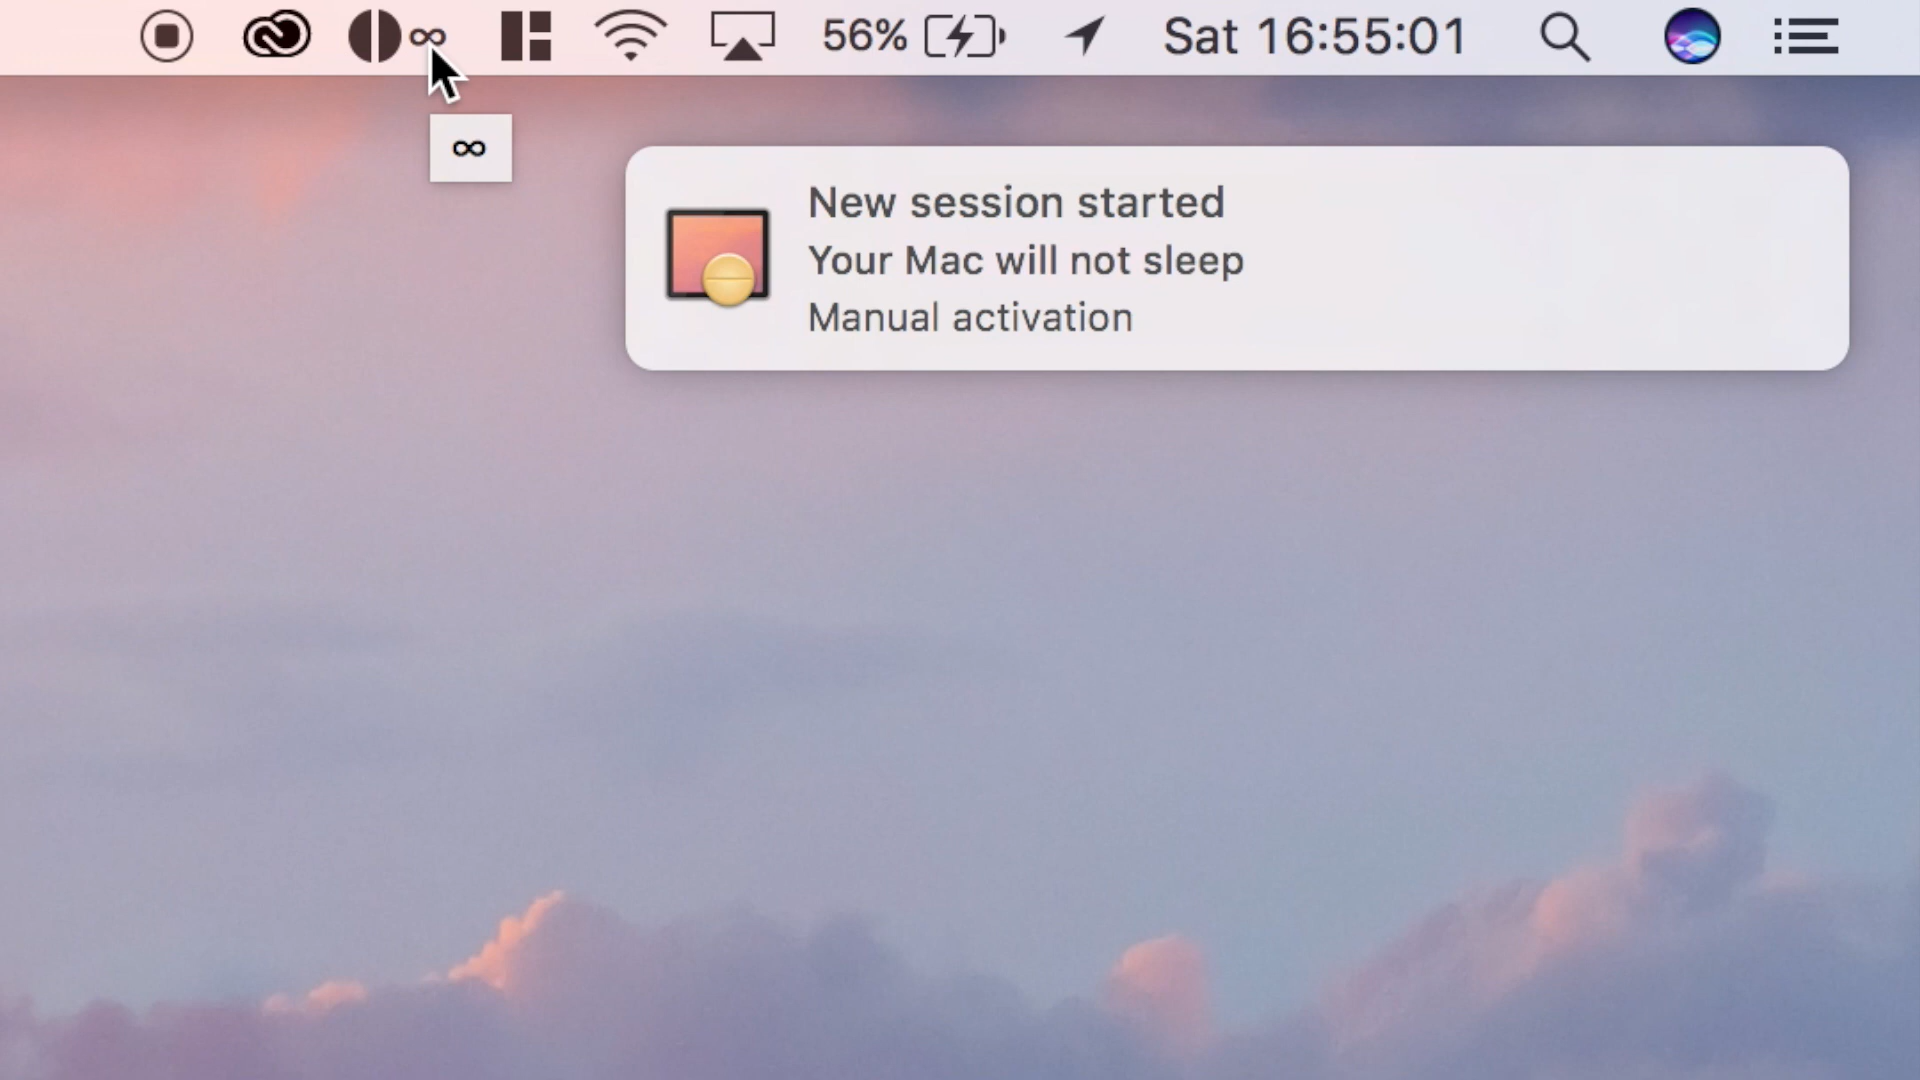 ∞ 56% Sat 16:55:01
∞
New session started
Your Mac will not sleep
Manual activation